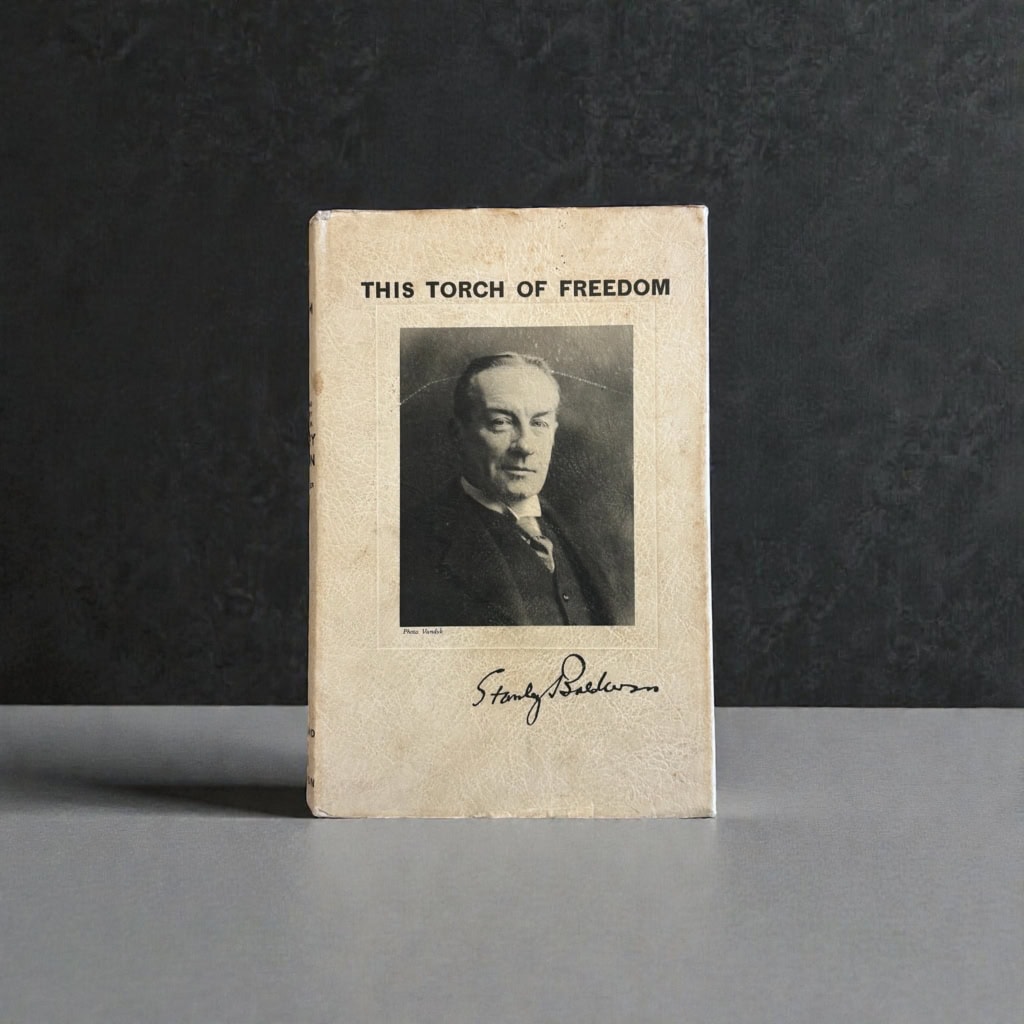 THIS TORCH OF FREEDOM
Photo: Vandyk
Stanley Baldwin